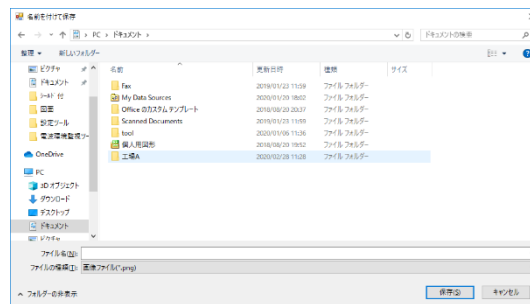 名前を付けて保存
PC › ドキュメント ›
ドキュメントの検索
整理 新しいフォルダー
名前 更新日時 種類 サイズ
ピクチャ
ドキュメント
図面
設定ツール
電波環境監視ツー
OneDrive
PC
3D オブジェクト
ダウンロード
デスクトップ
ドキュメント
ピクチャ
Fax 2019/01/23 11:59 ファイル フォルダー
My Data Sources 2020/01/20 18:02 ファイル フォルダー
Office のカスタム テンプレート 2018/08/20 20:37 ファイル フォルダー
Scanned Documents 2019/01/23 11:59 ファイル フォルダー
tool 2020/01/06 11:36 ファイル フォルダー
個人用図形 2018/08/20 19:52 ファイル フォルダー
工場A 2020/02/28 11:28 ファイル フォルダー
ファイル名(N):
ファイルの種類(T): 画像ファイル(*.png)
フォルダーの非表示
保存(S) キャンセル